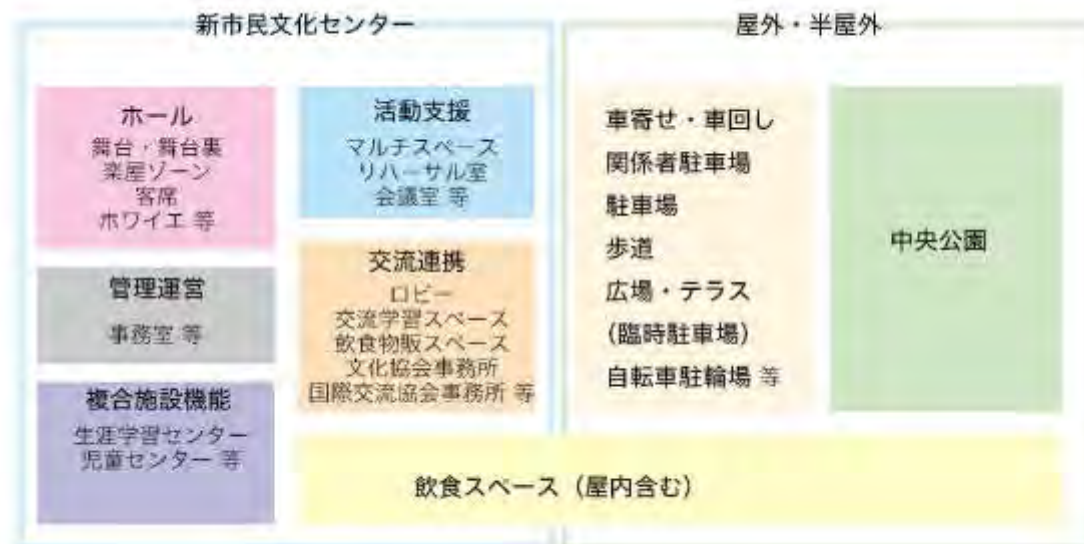 新市民文化センター
ホール
舞台・舞台裏
楽屋ゾーン
客席
ホワイエ 等
管理運営
事務室 等
複合施設機能
生涯学習センター
児童センター 等
活動支援
マルチスペース
リハーサル室
会議室 等
交流連携
ロビー
交流学習スペース
飲食物販スペース
文化協会事務所
国際交流協会事務所 等
屋外・半屋外
車寄せ・車回し
関係者駐車場
駐車場
歩道
広場・テラス
(臨時駐車場)
自転車駐輪場 等
中央公園
飲食スペース(屋内含む)